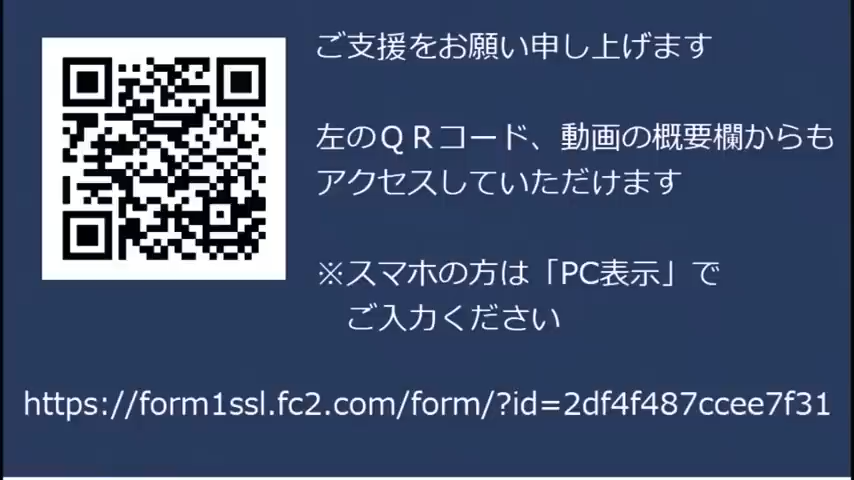 ご支援をお願い申し上げます
左のＱＲコード、動画の概要欄からも
アクセスしていただけます
※スマホの方は「PC表示」で
ご入力ください
https://form1ssl.fc2.com/form/?id=2df4f487ccee7f31